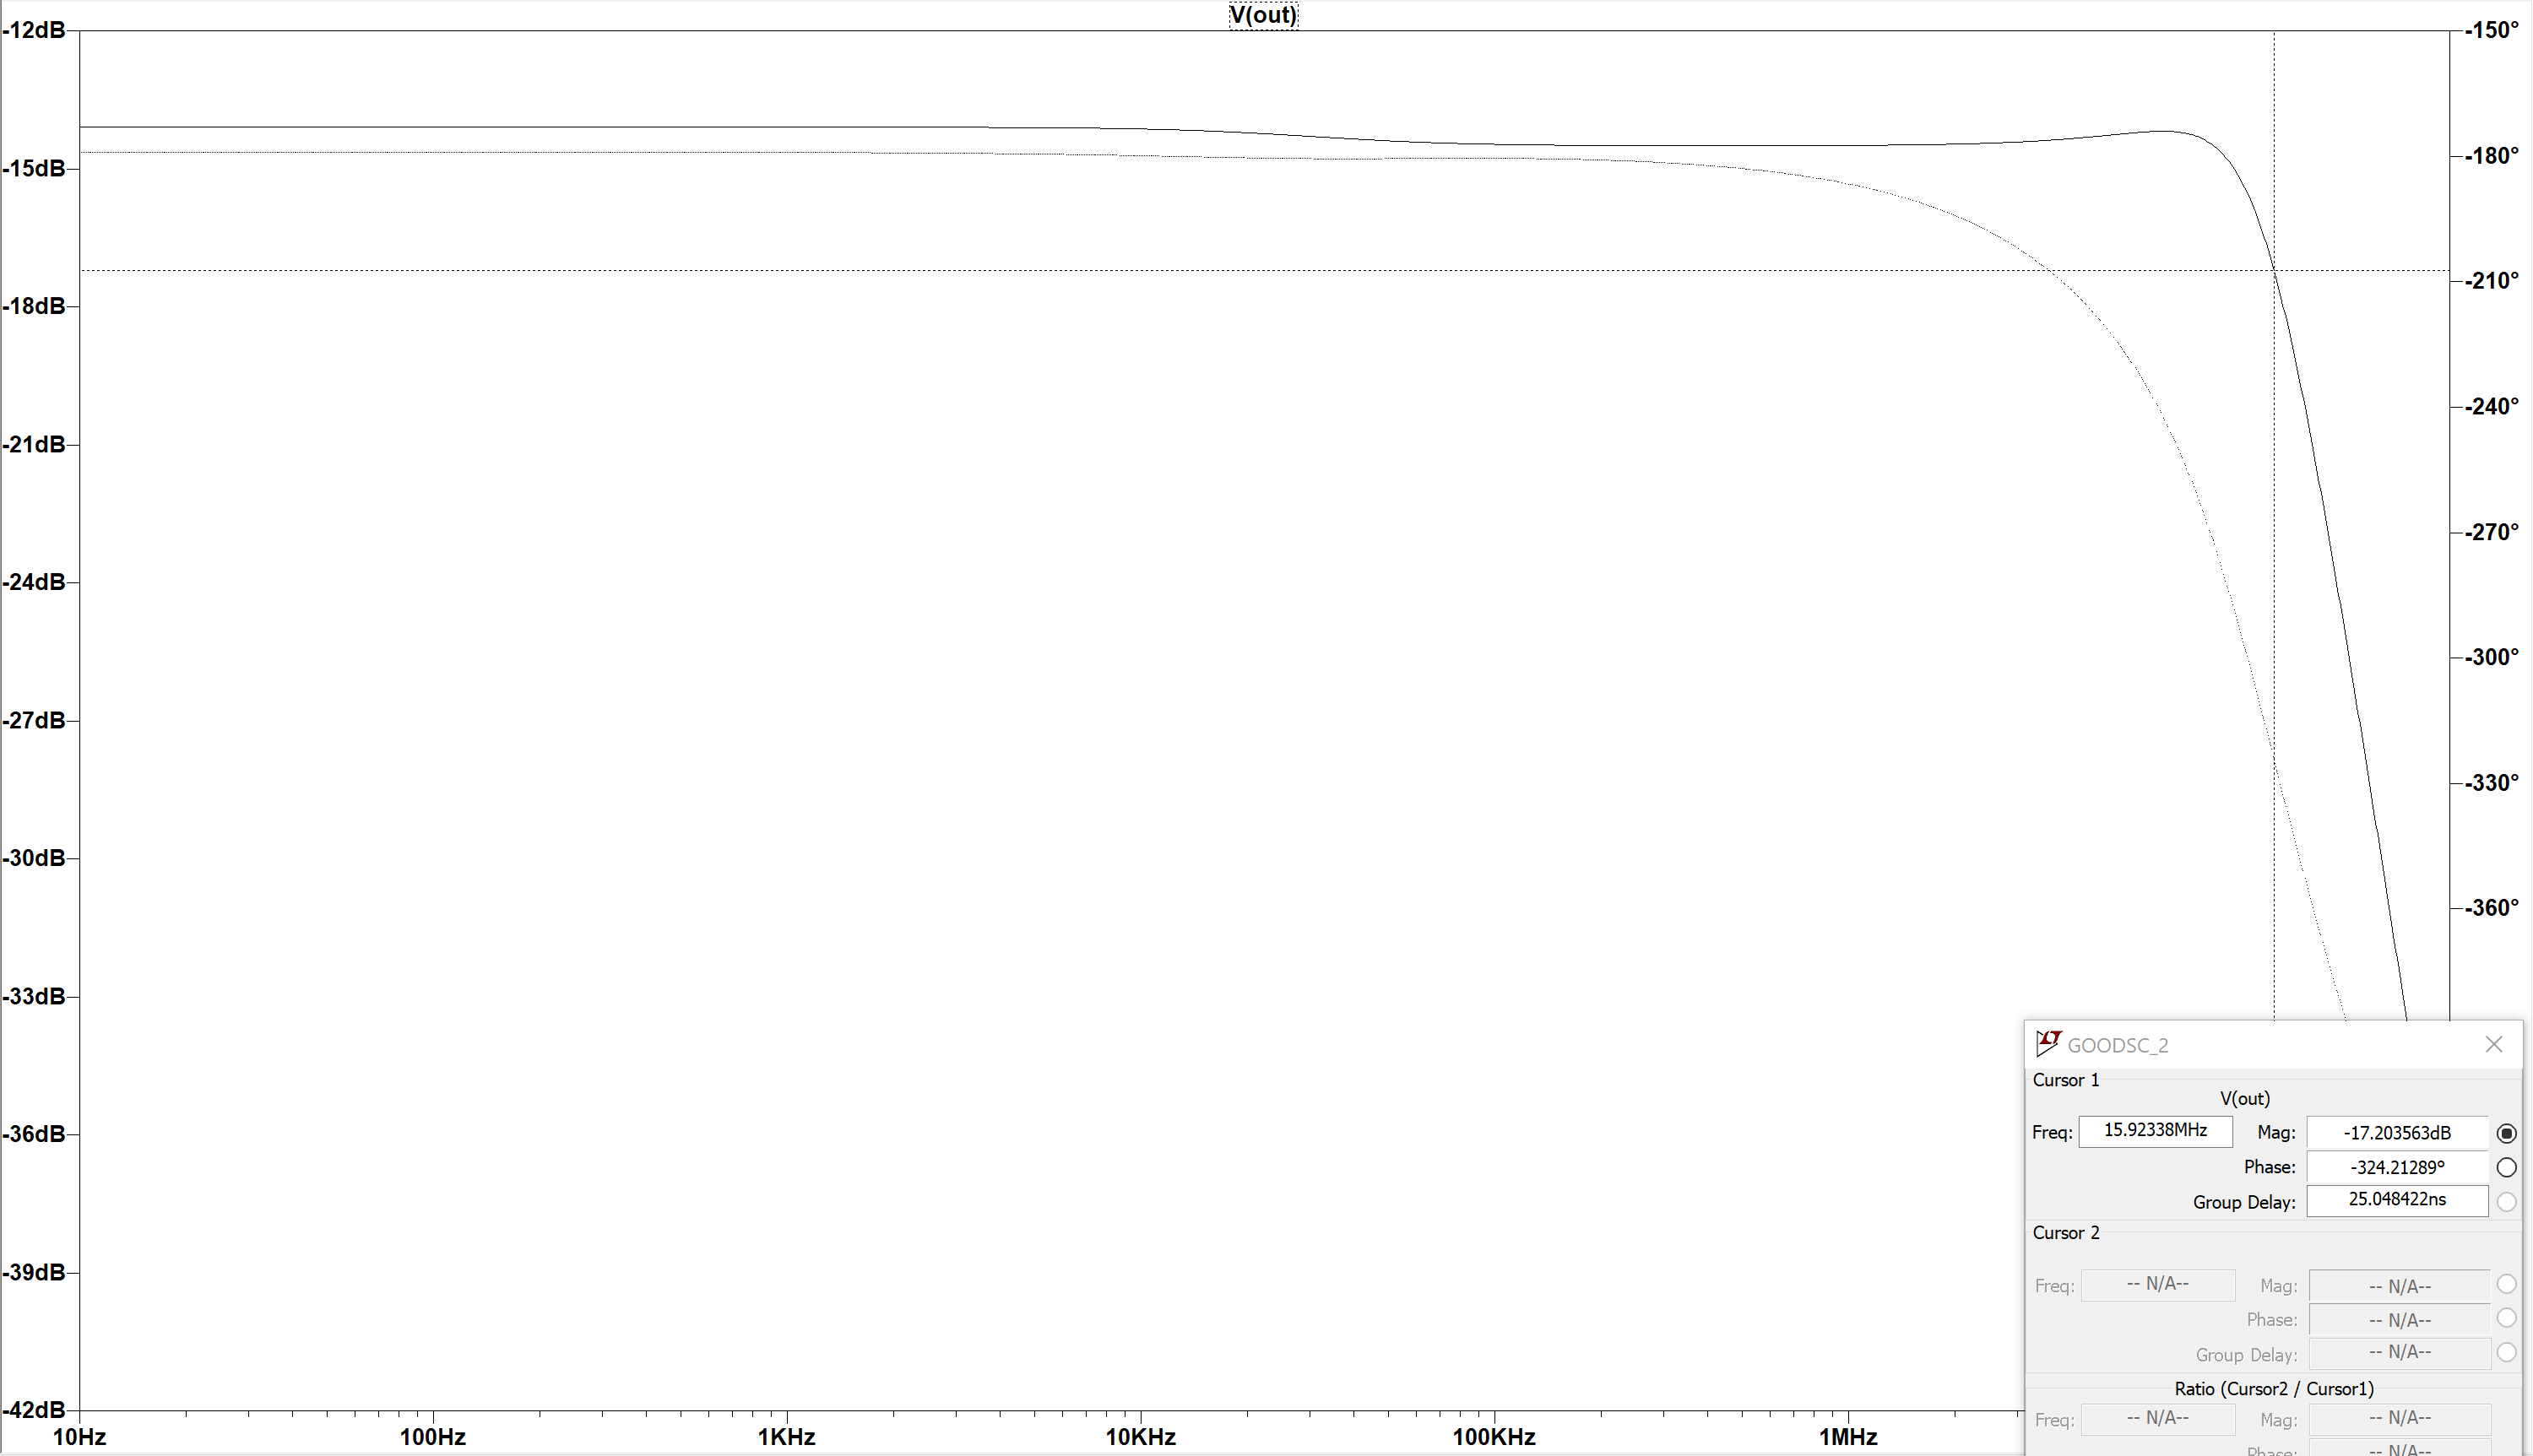 V(out)
-12dB
-15dB
-18dB
-21dB
-24dB
-27dB
-30dB
-33dB
-36dB
-39dB
-42dB
-150°
-180°
-210°
-240°
-270°
-300°
-330°
-360°
10Hz 100Hz 1KHz 10KHz 100KHz 1MHz
GOODSC_2
Cursor 1
V(out)
Freq: 15.92338MHz Mag: -17.203563dB
Phase: -324.21289°
Group Delay: 25.048422ns
Cursor 2
Freq: -- N/A-- Mag: -- N/A--
Phase: -- N/A--
Group Delay: -- N/A--
Ratio (Cursor2 / Cursor1)
Freq: -- N/A-- Mag: -- N/A--
Phase: -- N/A--